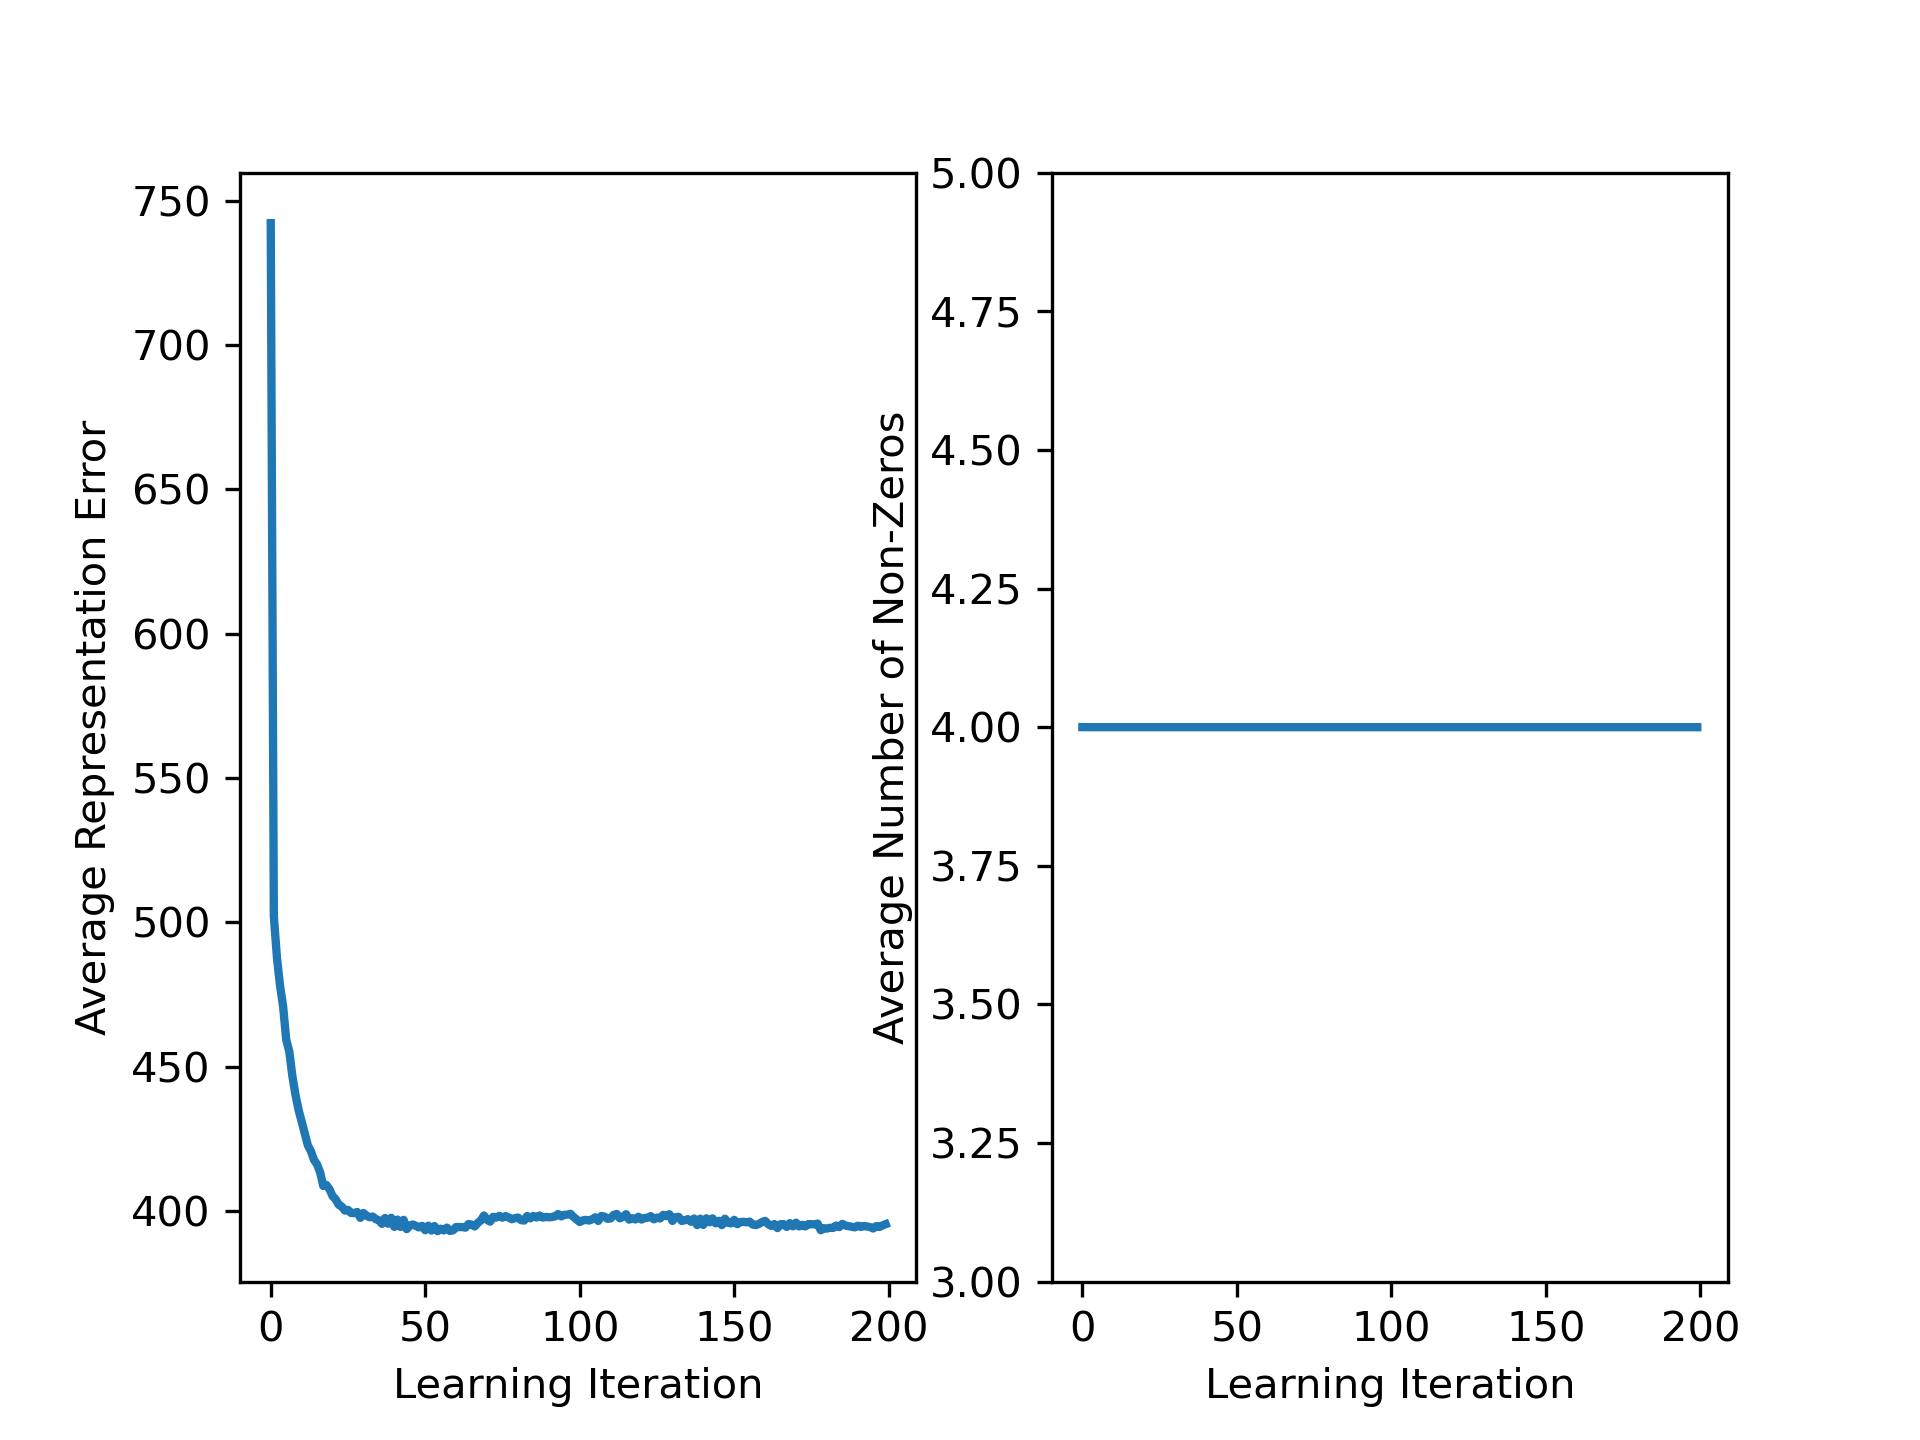 Average Representation Error
750
700
650
600
550
500
450
400
0 50 100 150 200
Learning Iteration
Average Number of Non-Zeros
5.00
4.75
4.50
4.25
4.00
3.75
3.50
3.25
3.00
0 50 100 150 200
Learning Iteration